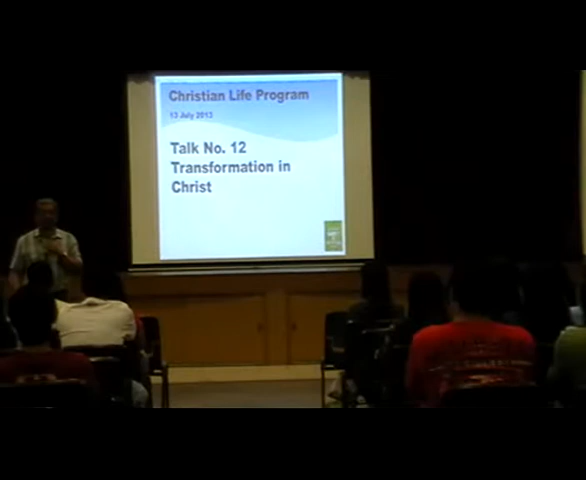 Christian Life Program
13 July 2013
Talk No. 12
Transformation in
Christ